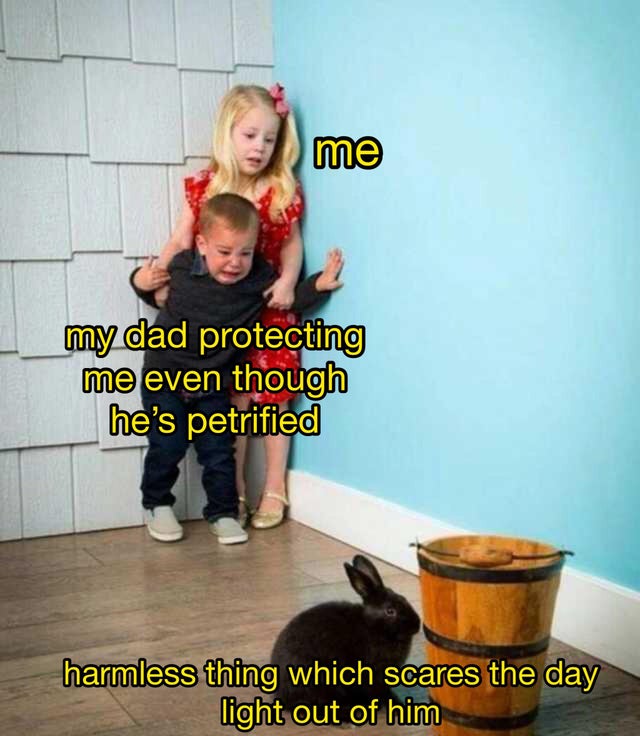 me
my dad protecting
me even though
he's petrified
harmless thing which scares the day
light out of him